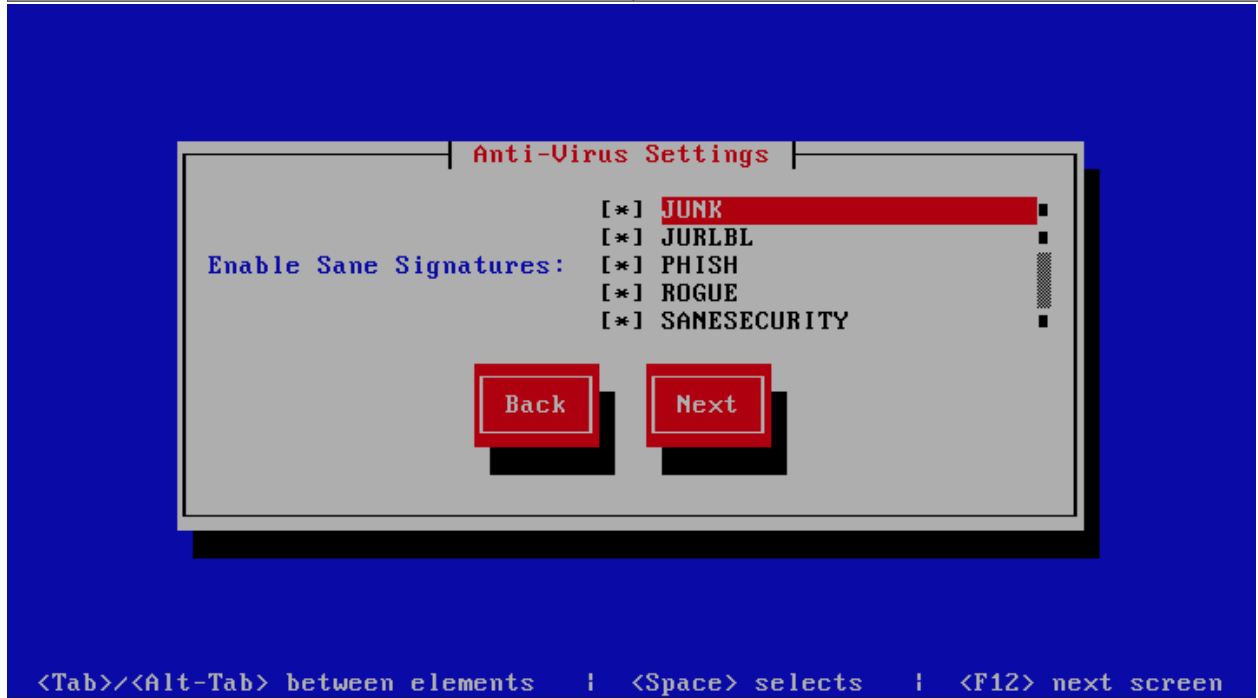 Anti-Virus Settings
[*] JUNK
[*] JURLBL
Enable Sane Signatures: [*] PHISH
[*] ROGUE
[*] SANESECURITY
Back Next
<Tab>/<Alt-Tab> between elements | <Space> selects | <F12> next screen